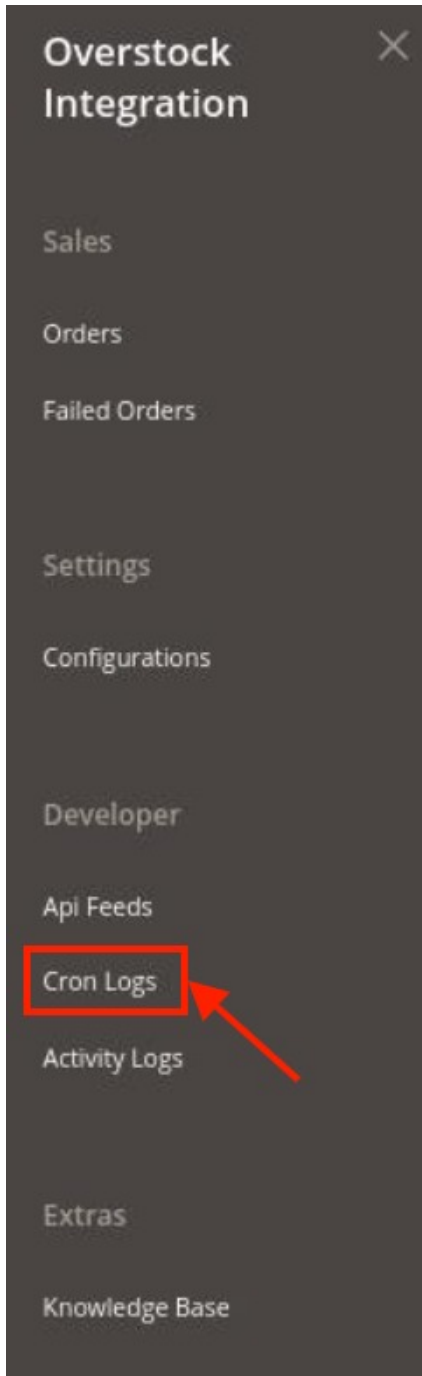 Overstock
Integration
Sales
Orders
Failed Orders
Settings
Configurations
Developer
Api Feeds
Cron Logs
Activity Logs
Extras
Knowledge Base